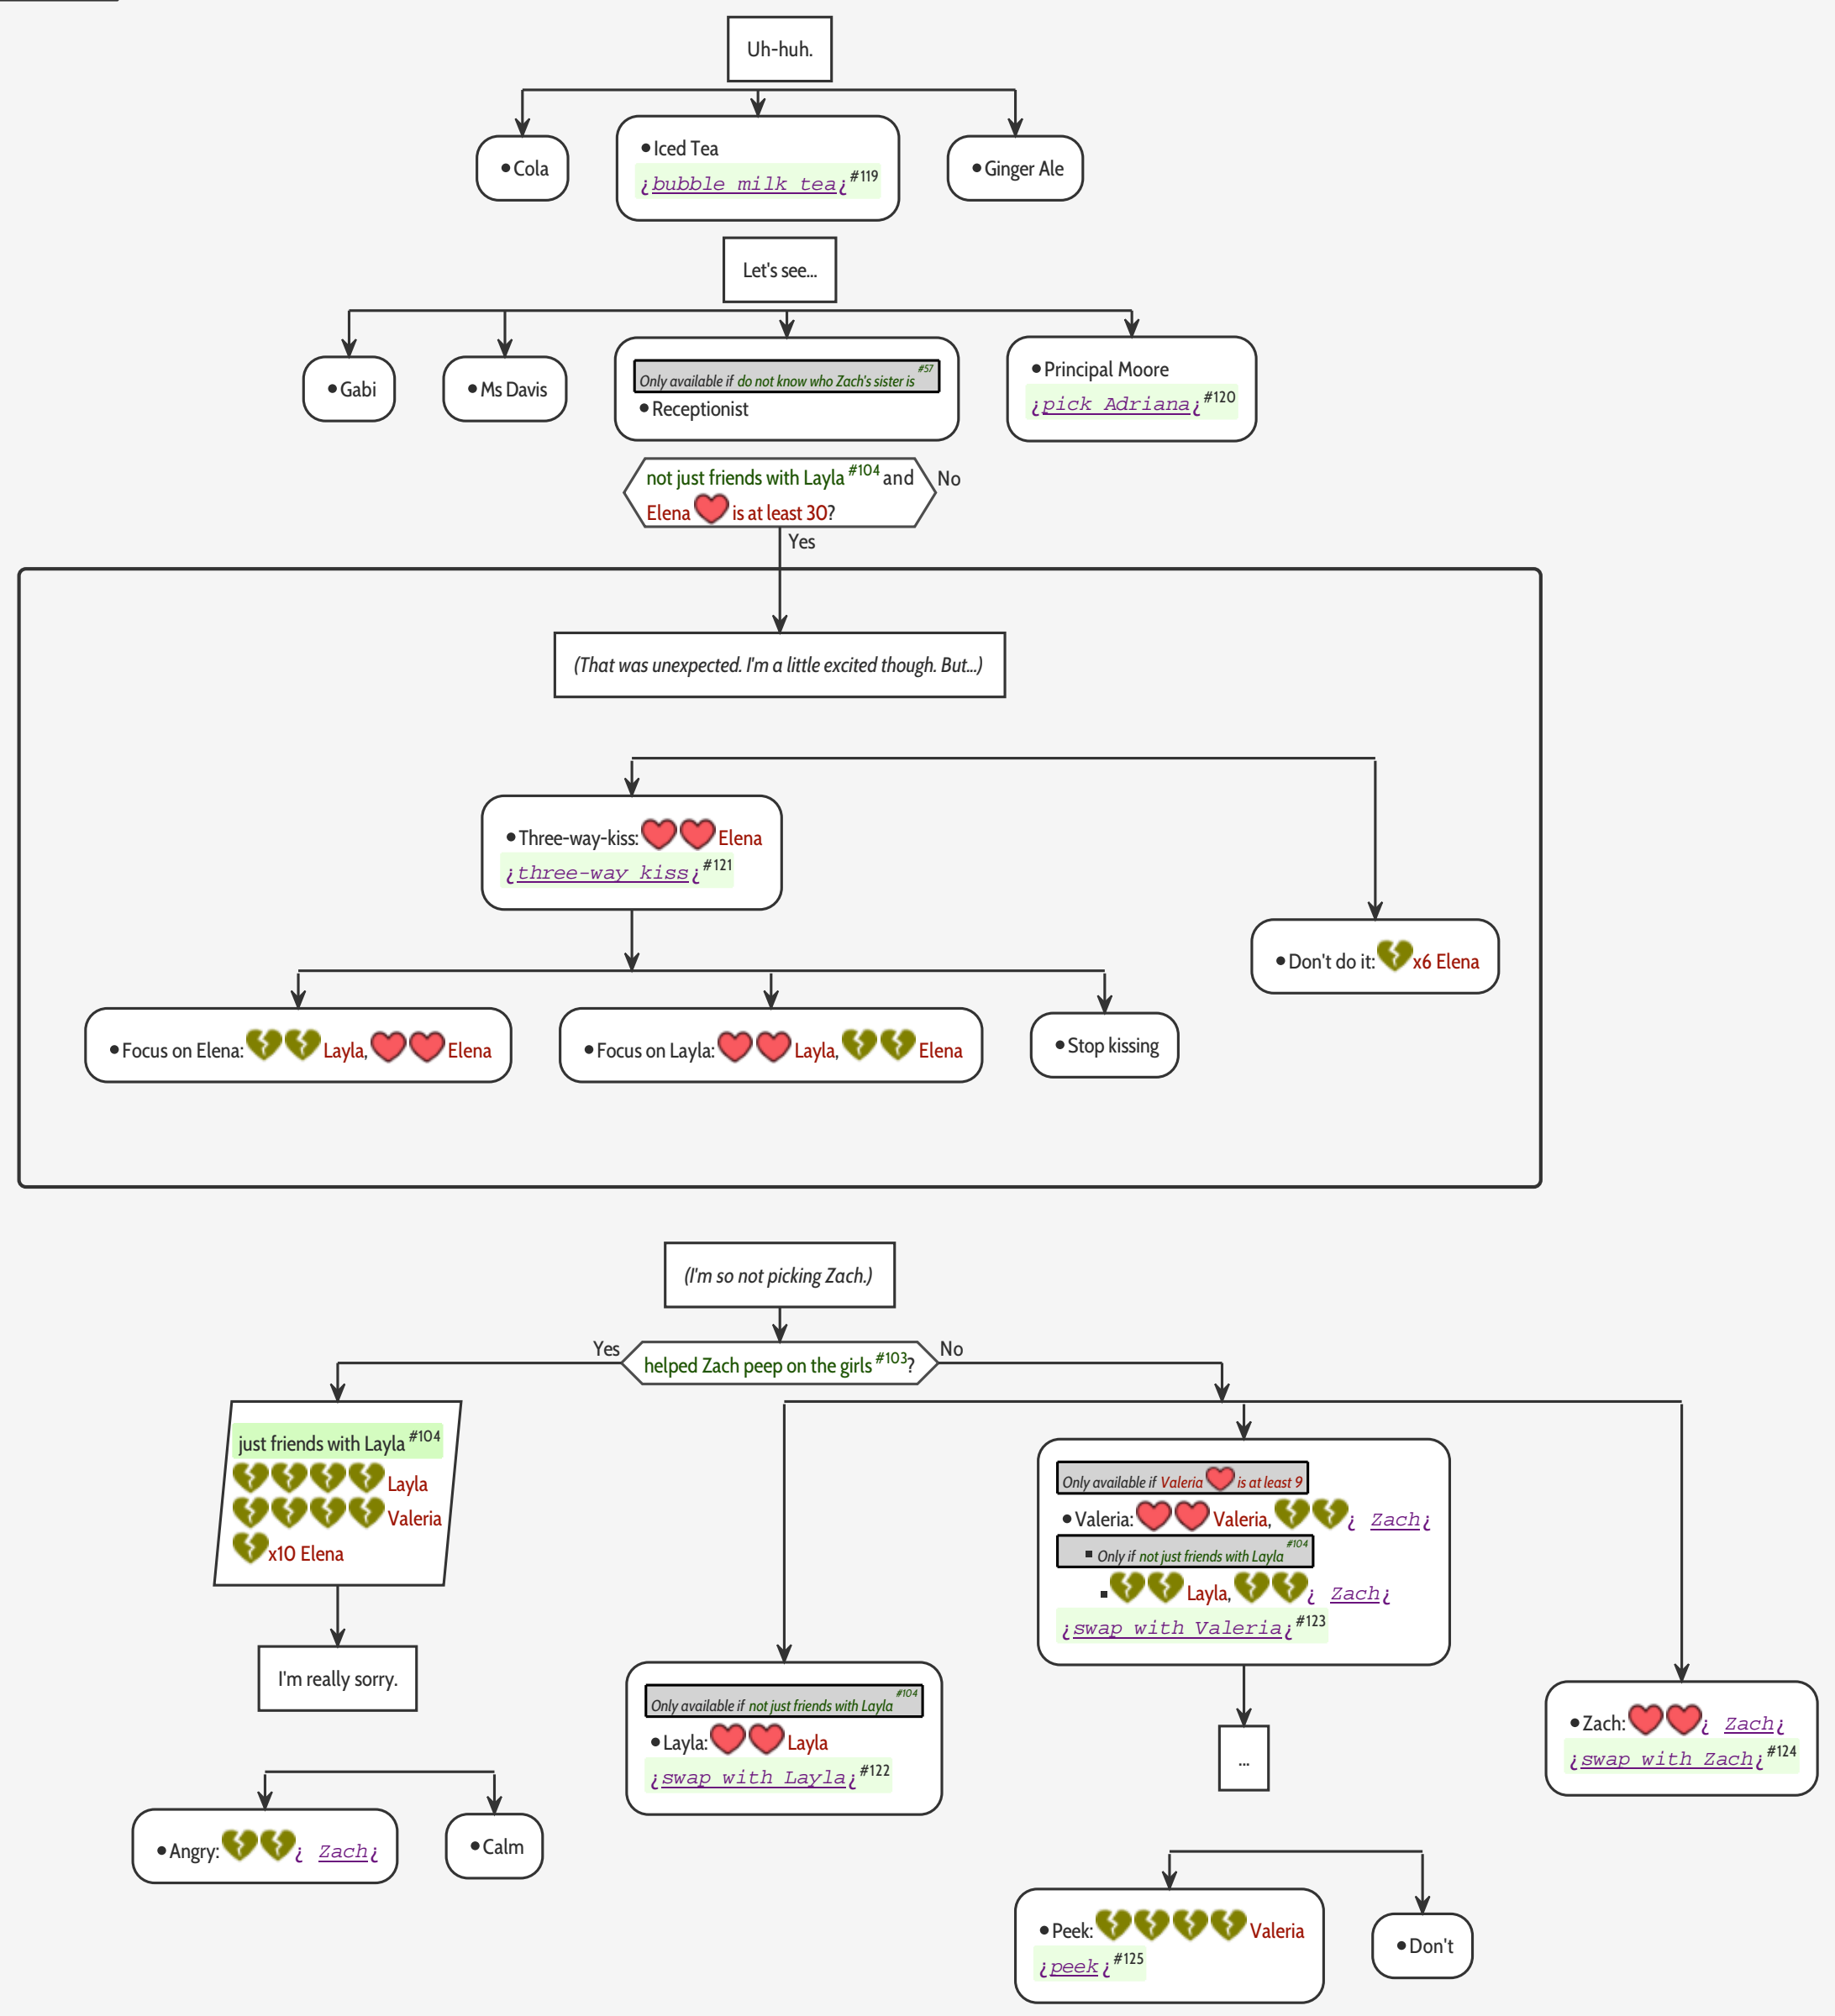 Uh-huh.
•Cola
•Iced Tea
¿bubble milk tea¿#119
•Ginger Ale
Let's see...
•Gabi
•Ms Davis
Only available if do not know who Zach's sister is #57
•Receptionist
•Principal Moore
¿pick Adriana¿#120
not just friends with Layla #104 and
Elena ❤ is at least 30?
No
Yes
(That was unexpected. I'm a little excited though. But...)
•Three-way-kiss: ❤❤ Elena
¿three-way kiss¿#121
•Don't do it: 💔x6 Elena
•Focus on Elena: 💔💔 Layla, ❤❤ Elena
•Focus on Layla: ❤❤ Layla, 💔💔 Elena
•Stop kissing
(I'm so not picking Zach.)
Yes
helped Zach peep on the girls #103?
No
just friends with Layla #104
💔💔💔💔 Layla
💔💔💔💔 Valeria
💔x10 Elena
I'm really sorry.
•Angry: 💔💔¿ Zach¿
•Calm
Only available if not just friends with Layla #104
•Layla: ❤❤ Layla
¿swap with Layla¿#122
Only available if Valeria ❤ is at least 9
•Valeria: ❤❤ Valeria, 💔💔¿ Zach¿
▪ Only if not just friends with Layla #104
▪💔💔 Layla, 💔💔¿ Zach¿
¿swap with Valeria¿#123
...
•Zach: ❤❤¿ Zach¿
¿swap with Zach¿#124
•Peek: 💔💔💔💔 Valeria
¿peek¿#125
•Don't